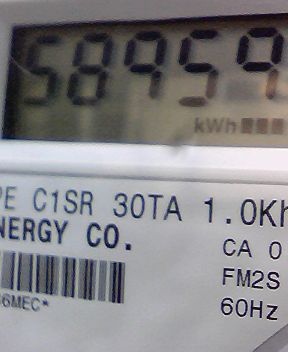 58959
kWh
PE C1SR 30TA 1.0Kh
NERGY CO.
CA 0
FM2S
6MEC*
60Hz